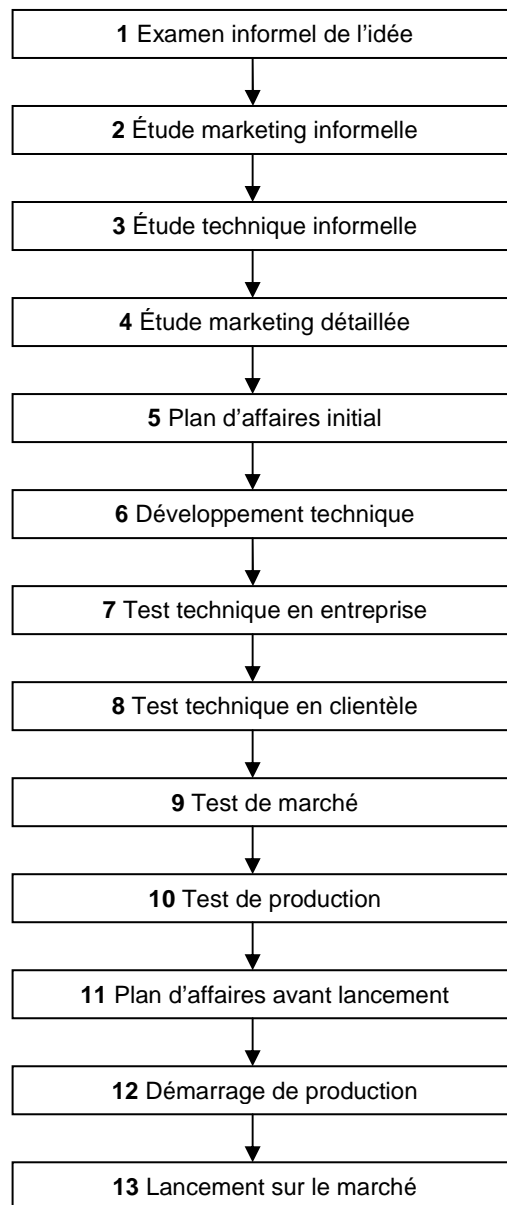 1 Examen informel de l’idée
2 Étude marketing informelle
3 Étude technique informelle
4 Étude marketing détaillée
5 Plan d’affaires initial
6 Développement technique
7 Test technique en entreprise
8 Test technique en clientèle
9 Test de marché
10 Test de production
11 Plan d’affaires avant lancement
12 Démarrage de production
13 Lancement sur le marché